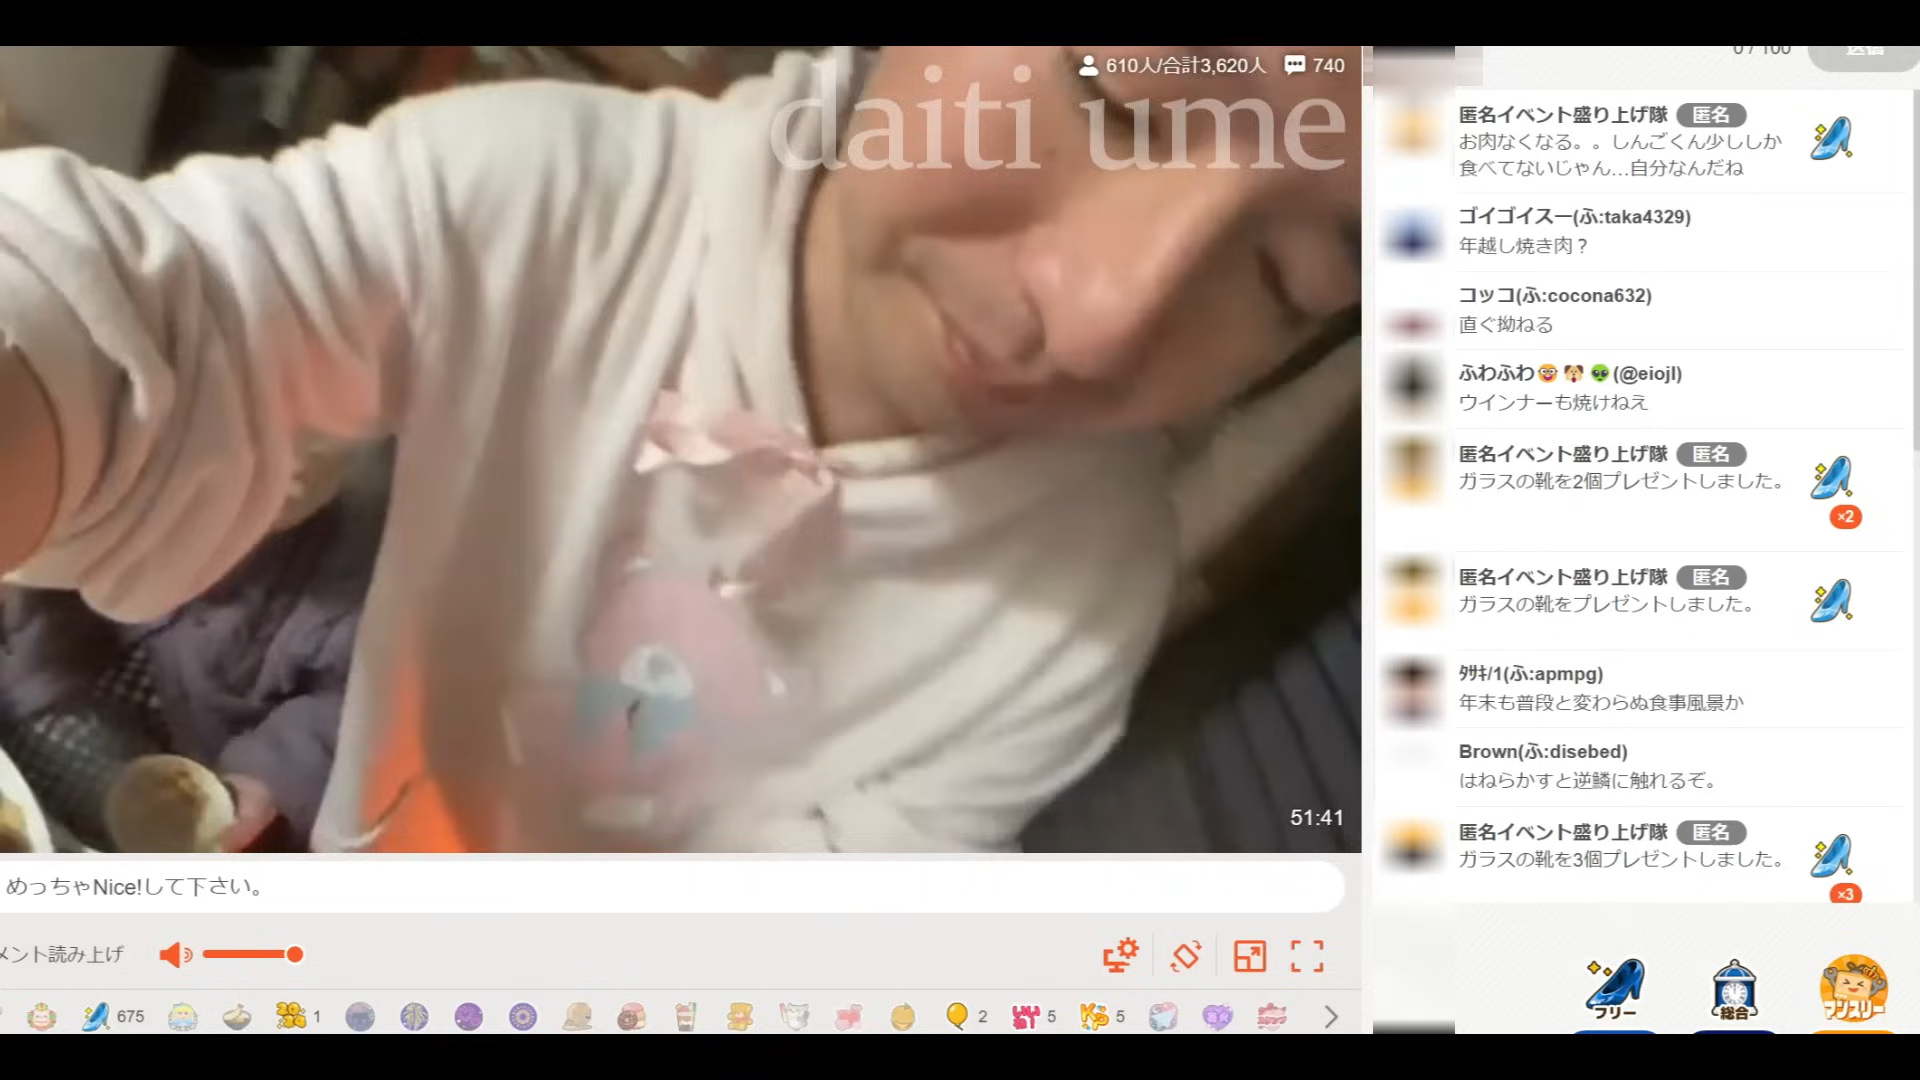 610人/合計3,620人 740
daiti ume
51:41
めっちゃNice!して下さい。
メント読み上げ
675
1
2
5
5
0 / 100
送信
匿名イベント盛り上げ隊 匿名
お肉なくなる。。しんごくん少ししか
食べてないじゃん…自分なんだね
ゴイゴイスー(ふ:taka4329)
年越し焼き肉？
コッコ(ふ:cocona632)
直ぐ拗ねる
ふわふわ🤓🐶👽(@eiojl)
ウインナーも焼けねえ
匿名イベント盛り上げ隊 匿名
ガラスの靴を2個プレゼントしました。
×2
匿名イベント盛り上げ隊 匿名
ガラスの靴をプレゼントしました。
ﾀｻｷ/1(ふ:apmpg)
年末も普段と変わらぬ食事風景か
Brown(ふ:disebed)
はねらかすと逆鱗に触れるぞ。
匿名イベント盛り上げ隊 匿名
ガラスの靴を3個プレゼントしました。
×3
フリー
総合
マンスリー